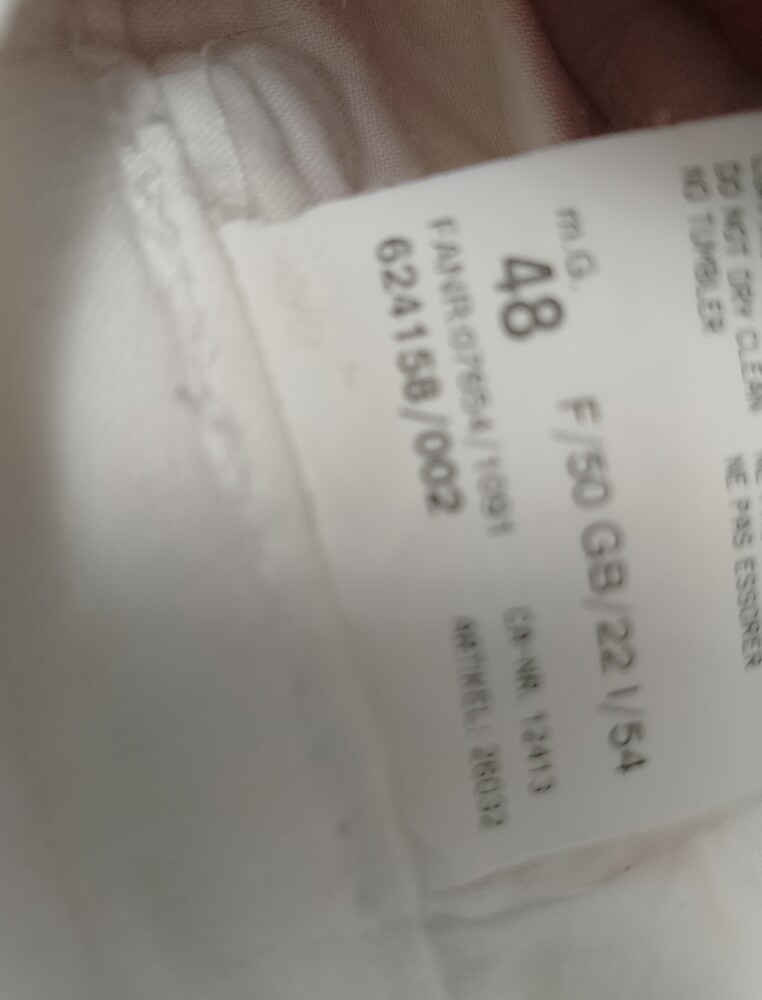 DO NOT DRY CLEAN
NO TUMBLER NE PAS ESSORER
m.G. F/50 GB/22 I/54
48
CA-NR. 12413
624158/002 ARTIKEL: 26032